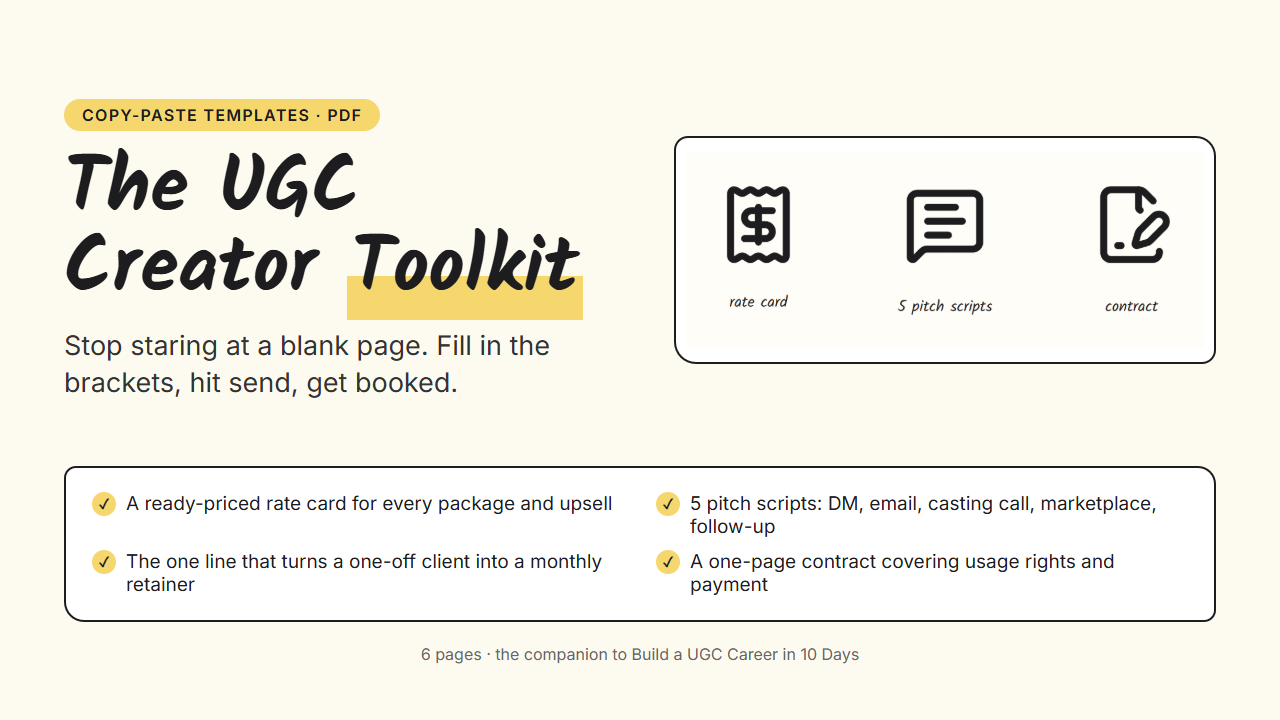 COPY-PASTE TEMPLATES · PDF
The UGC
Creator Toolkit
Stop staring at a blank page. Fill in the
brackets, hit send, get booked.
rate card
5 pitch scripts
contract
A ready-priced rate card for every package and upsell
5 pitch scripts: DM, email, casting call, marketplace,
follow-up
The one line that turns a one-off client into a monthly
retainer
A one-page contract covering usage rights and
payment
6 pages · the companion to Build a UGC Career in 10 Days